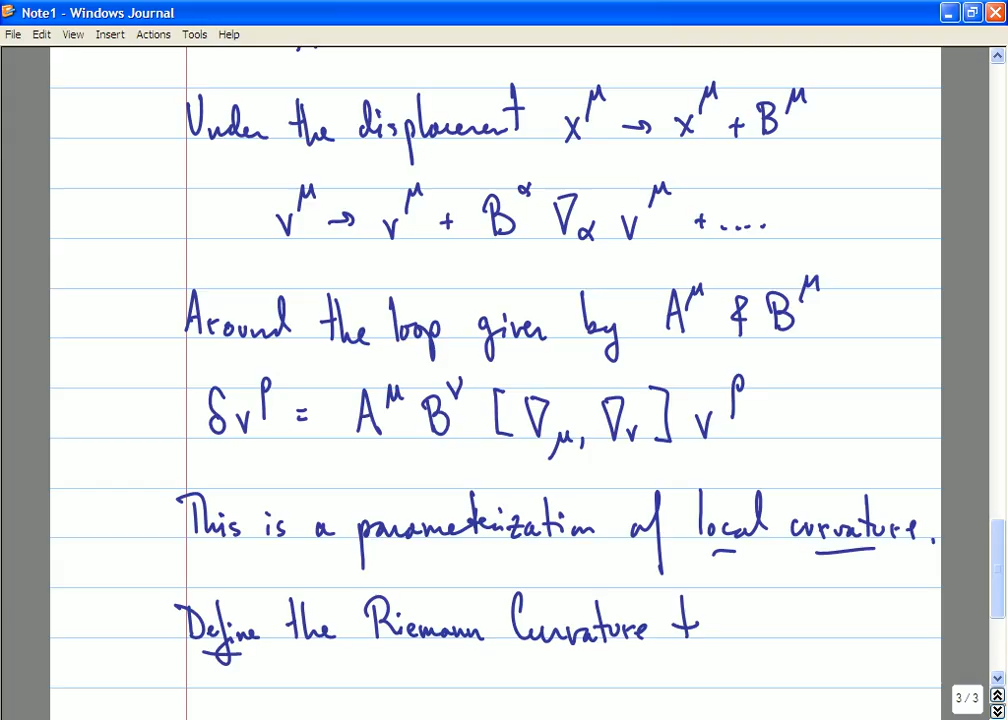 Note1 - Windows Journal
File Edit View Insert Actions Tools Help
Under the displacement x^μ → x^μ + B^μ
v^μ → v^μ + B^α ∇_α v^μ + ....
Around the loop given by A^μ & B^μ
δv^ρ = A^μ B^ν [∇_μ, ∇_ν] v^ρ
This is a parameterization of local curvature.
Define the Riemann Curvature t
3/3